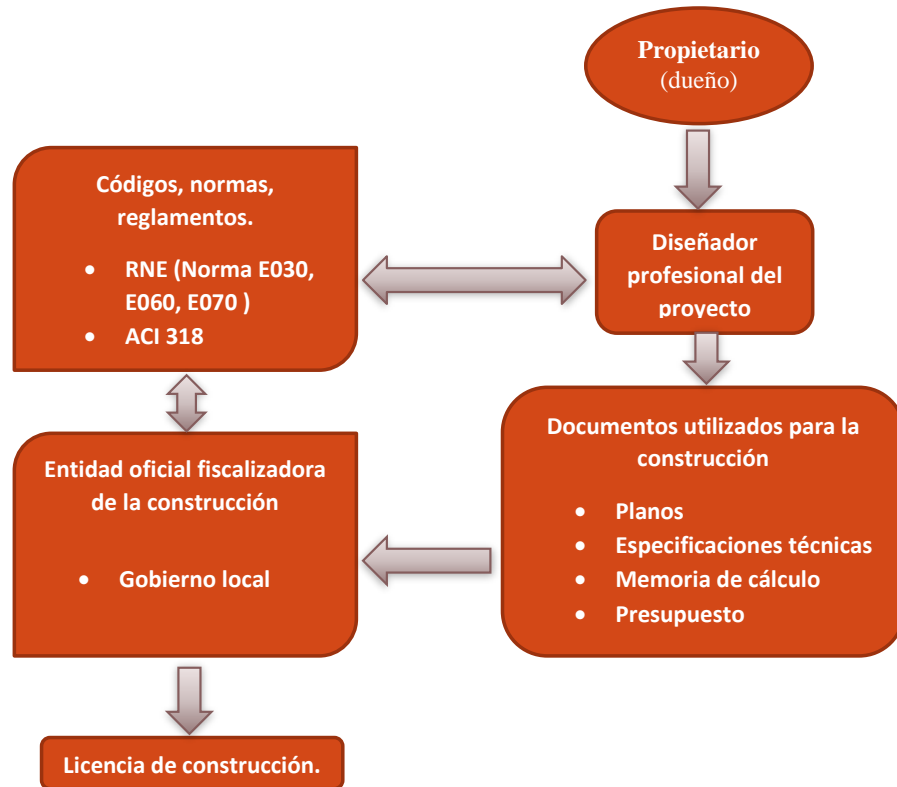 Propietario
(dueño)
Códigos, normas,
reglamentos.
• RNE (Norma E030,
E060, E070 )
• ACI 318
Diseñador
profesional del
proyecto
Documentos utilizados para la
construcción
• Planos
• Especificaciones técnicas
• Memoria de cálculo
• Presupuesto
Entidad oficial fiscalizadora
de la construcción
• Gobierno local
Licencia de construcción.